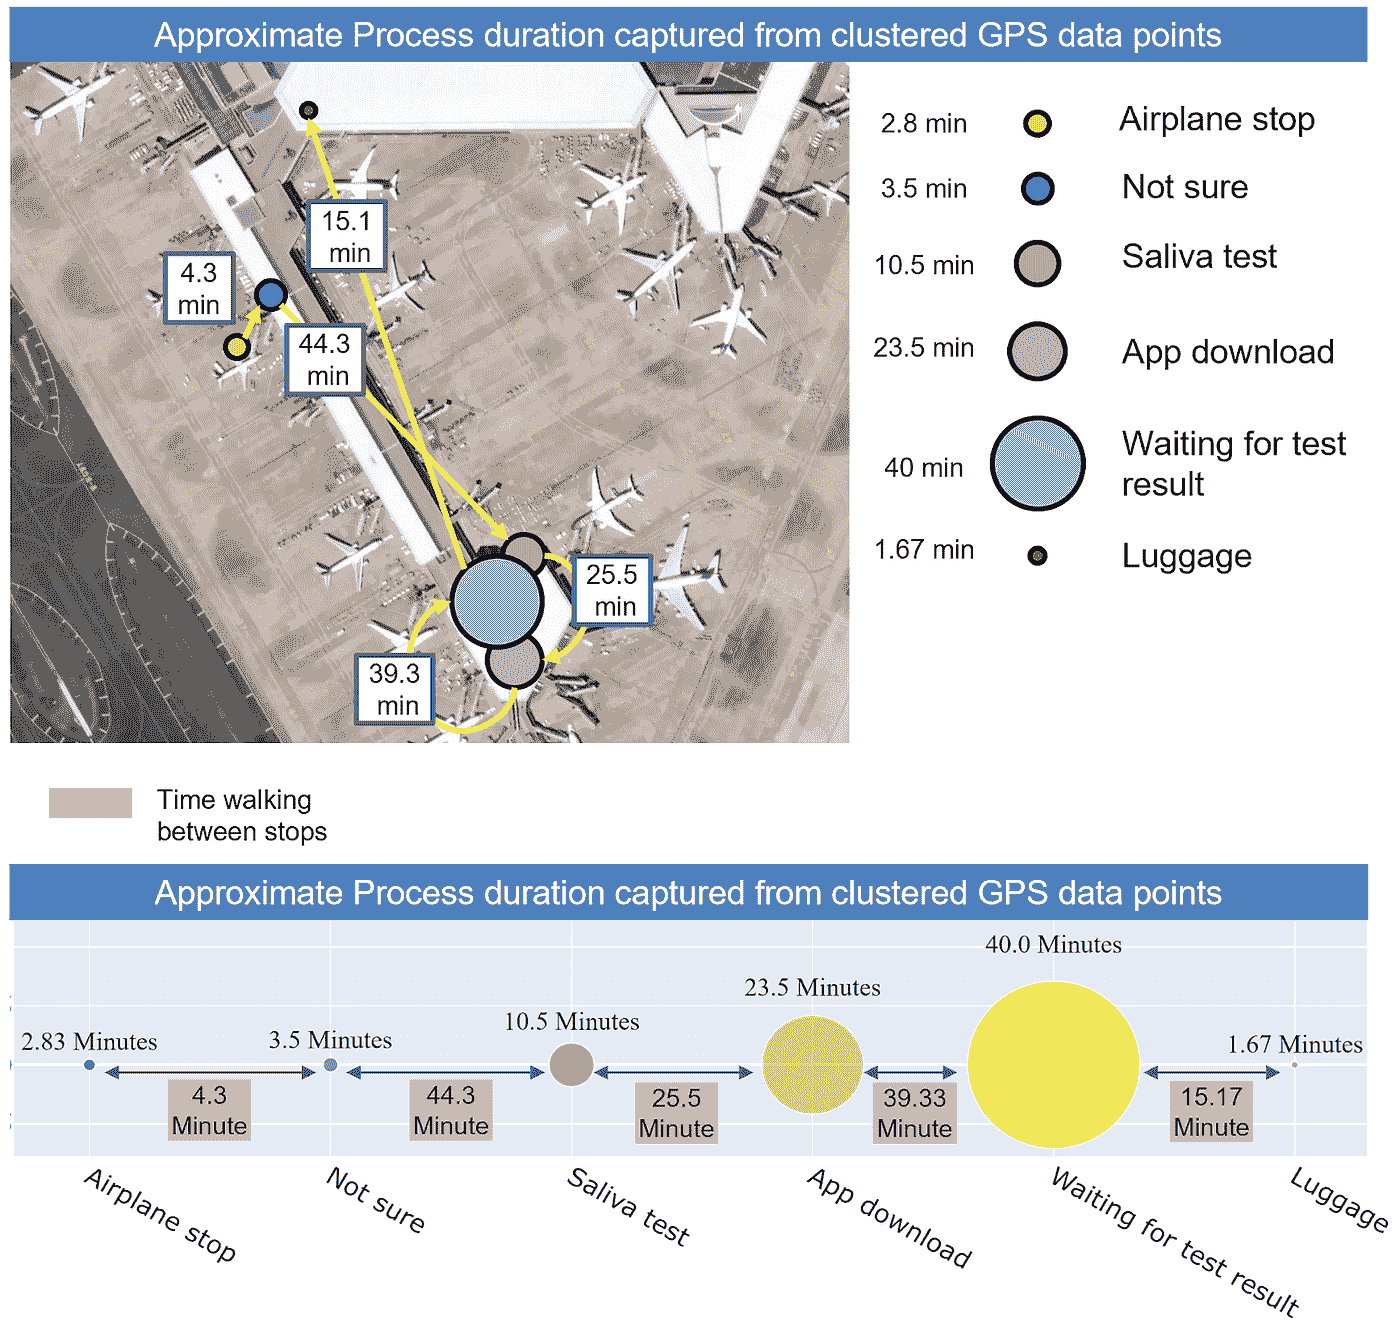 Approximate Process duration captured from clustered GPS data points
15.1
min
4.3
min
44.3
min
25.5
min
39.3
min
2.8 min
Airplane stop
3.5 min
Not sure
10.5 min
Saliva test
23.5 min
App download
40 min
Waiting for test
result
1.67 min
Luggage
Time walking
between stops
Approximate Process duration captured from clustered GPS data points
2.83 Minutes
3.5 Minutes
10.5 Minutes
23.5 Minutes
40.0 Minutes
1.67 Minutes
4.3
Minute
44.3
Minute
25.5
Minute
39.33
Minute
15.17
Minute
Airplane stop
Not sure
Saliva test
App download
Waiting for test result
Luggage